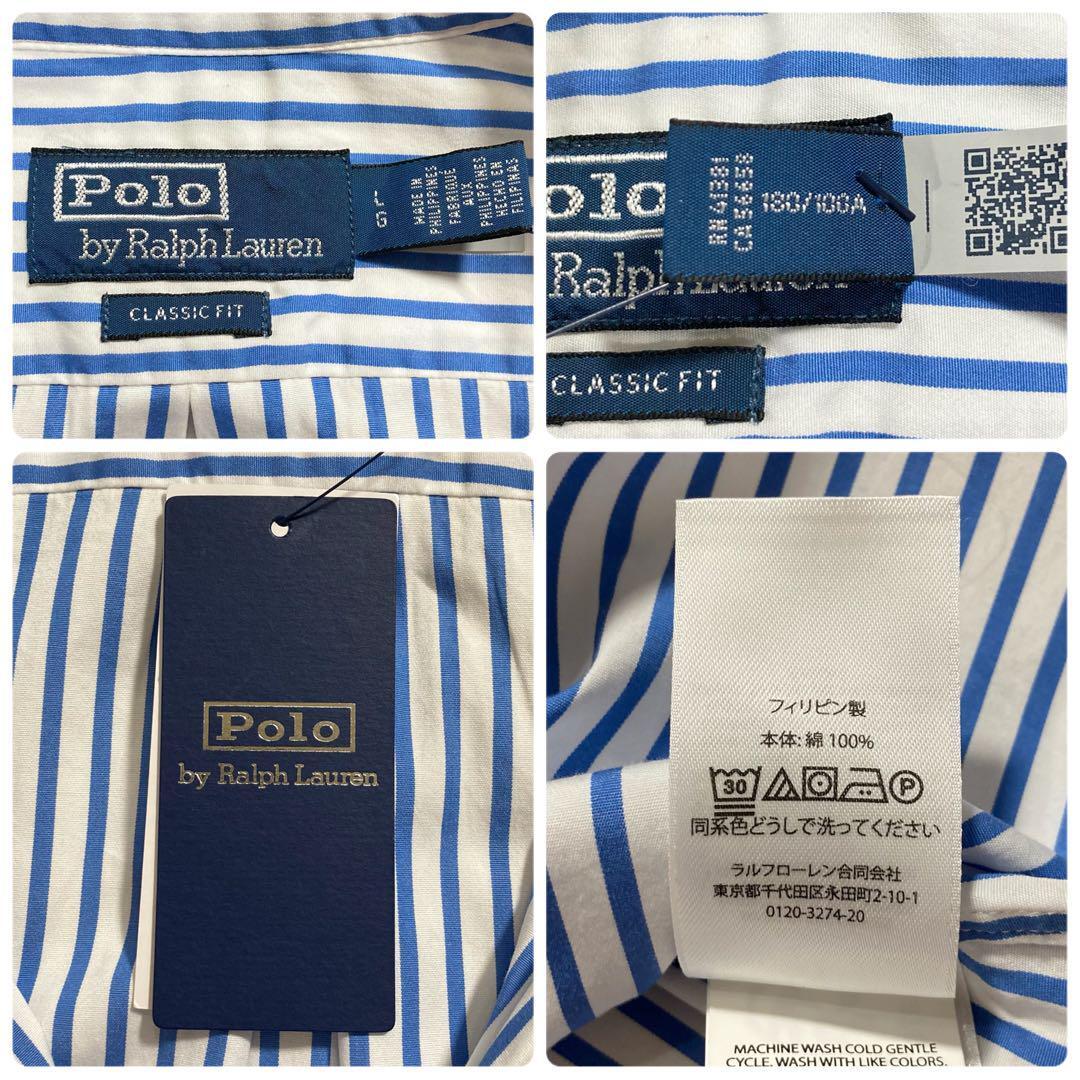 Polo
by Ralph Lauren
L
G
MADE IN
PHILIPPINES
FABRIQUÉ
AUX
PHILIPPINES
HECHO EN
FILIPINAS
CLASSIC FIT
olo
Ralph Lauren
RN 41381
CA 56658
180/100A
CLASSIC FIT
Polo
by Ralph Lauren
フィリピン製
本体: 綿 100%
30
P
同系色どうしで洗ってください
ラルフローレン合同会社
東京都千代田区永田町2-10-1
0120-3274-20
MACHINE WASH COLD GENTLE
CYCLE. WASH WITH LIKE COLORS.